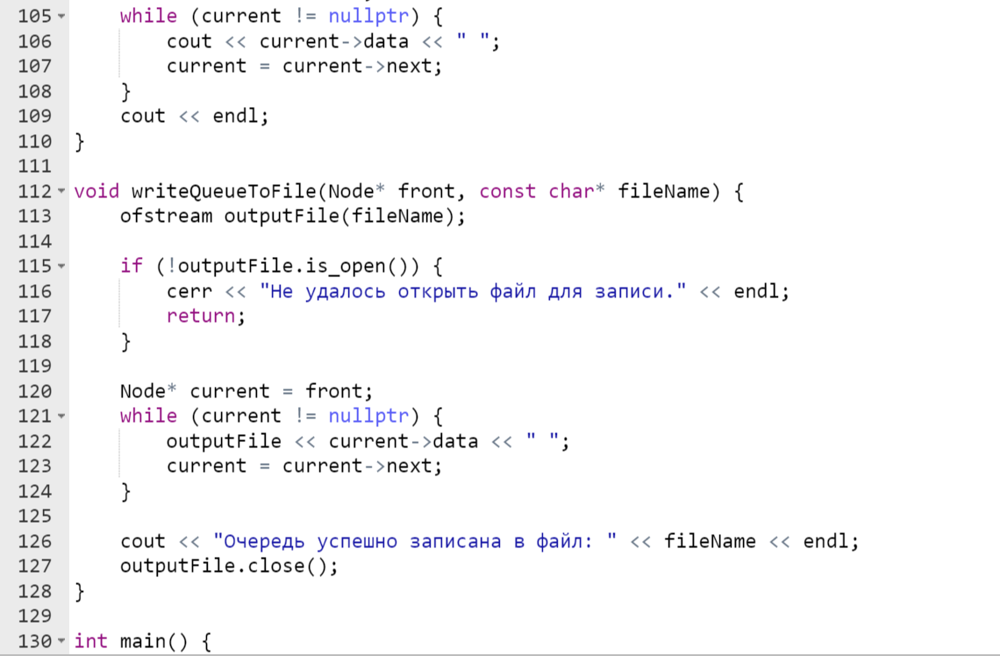 105 while (current != nullptr) {
106 cout << current->data << " ";
107 current = current->next;
108 }
109 cout << endl;
110 }
111
112 void writeQueueToFile(Node* front, const char* fileName) {
113 ofstream outputFile(fileName);
114
115 if (!outputFile.is_open()) {
116 cerr << "Не удалось открыть файл для записи." << endl;
117 return;
118 }
119
120 Node* current = front;
121 while (current != nullptr) {
122 outputFile << current->data << " ";
123 current = current->next;
124 }
125
126 cout << "Очередь успешно записана в файл: " << fileName << endl;
127 outputFile.close();
128 }
129
130 int main() {